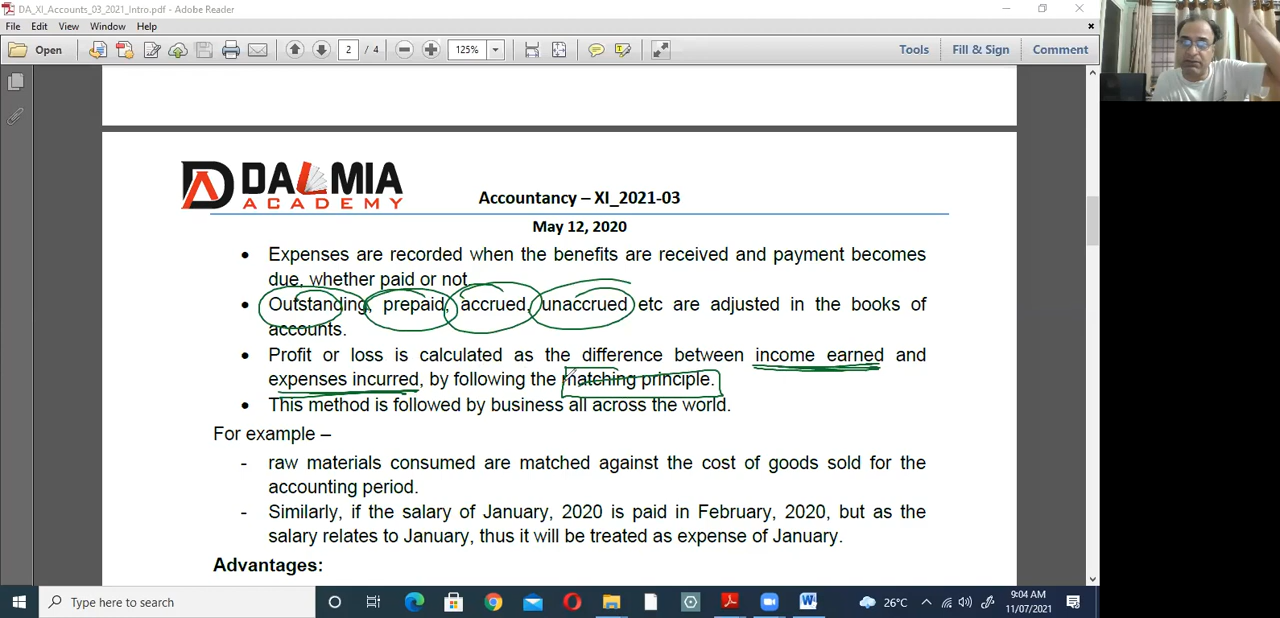 DA_XI_Accounts_03_2021_Intro.pdf - Adobe Reader
File Edit View Window Help
Open 2 / 4 125% Tools Fill & Sign Comment
DALMIA
ACADEMY
Accountancy – XI_2021-03
May 12, 2020
• Expenses are recorded when the benefits are received and payment becomes
due, whether paid or not.
• Outstanding, prepaid, accrued, unaccrued etc are adjusted in the books of
accounts.
• Profit or loss is calculated as the difference between income earned and
expenses incurred, by following the matching principle.
• This method is followed by business all across the world.
For example –
- raw materials consumed are matched against the cost of goods sold for the
accounting period.
- Similarly, if the salary of January, 2020 is paid in February, 2020, but as the
salary relates to January, thus it will be treated as expense of January.
Advantages:
Type here to search
26°C
9:04 AM
11/07/2021